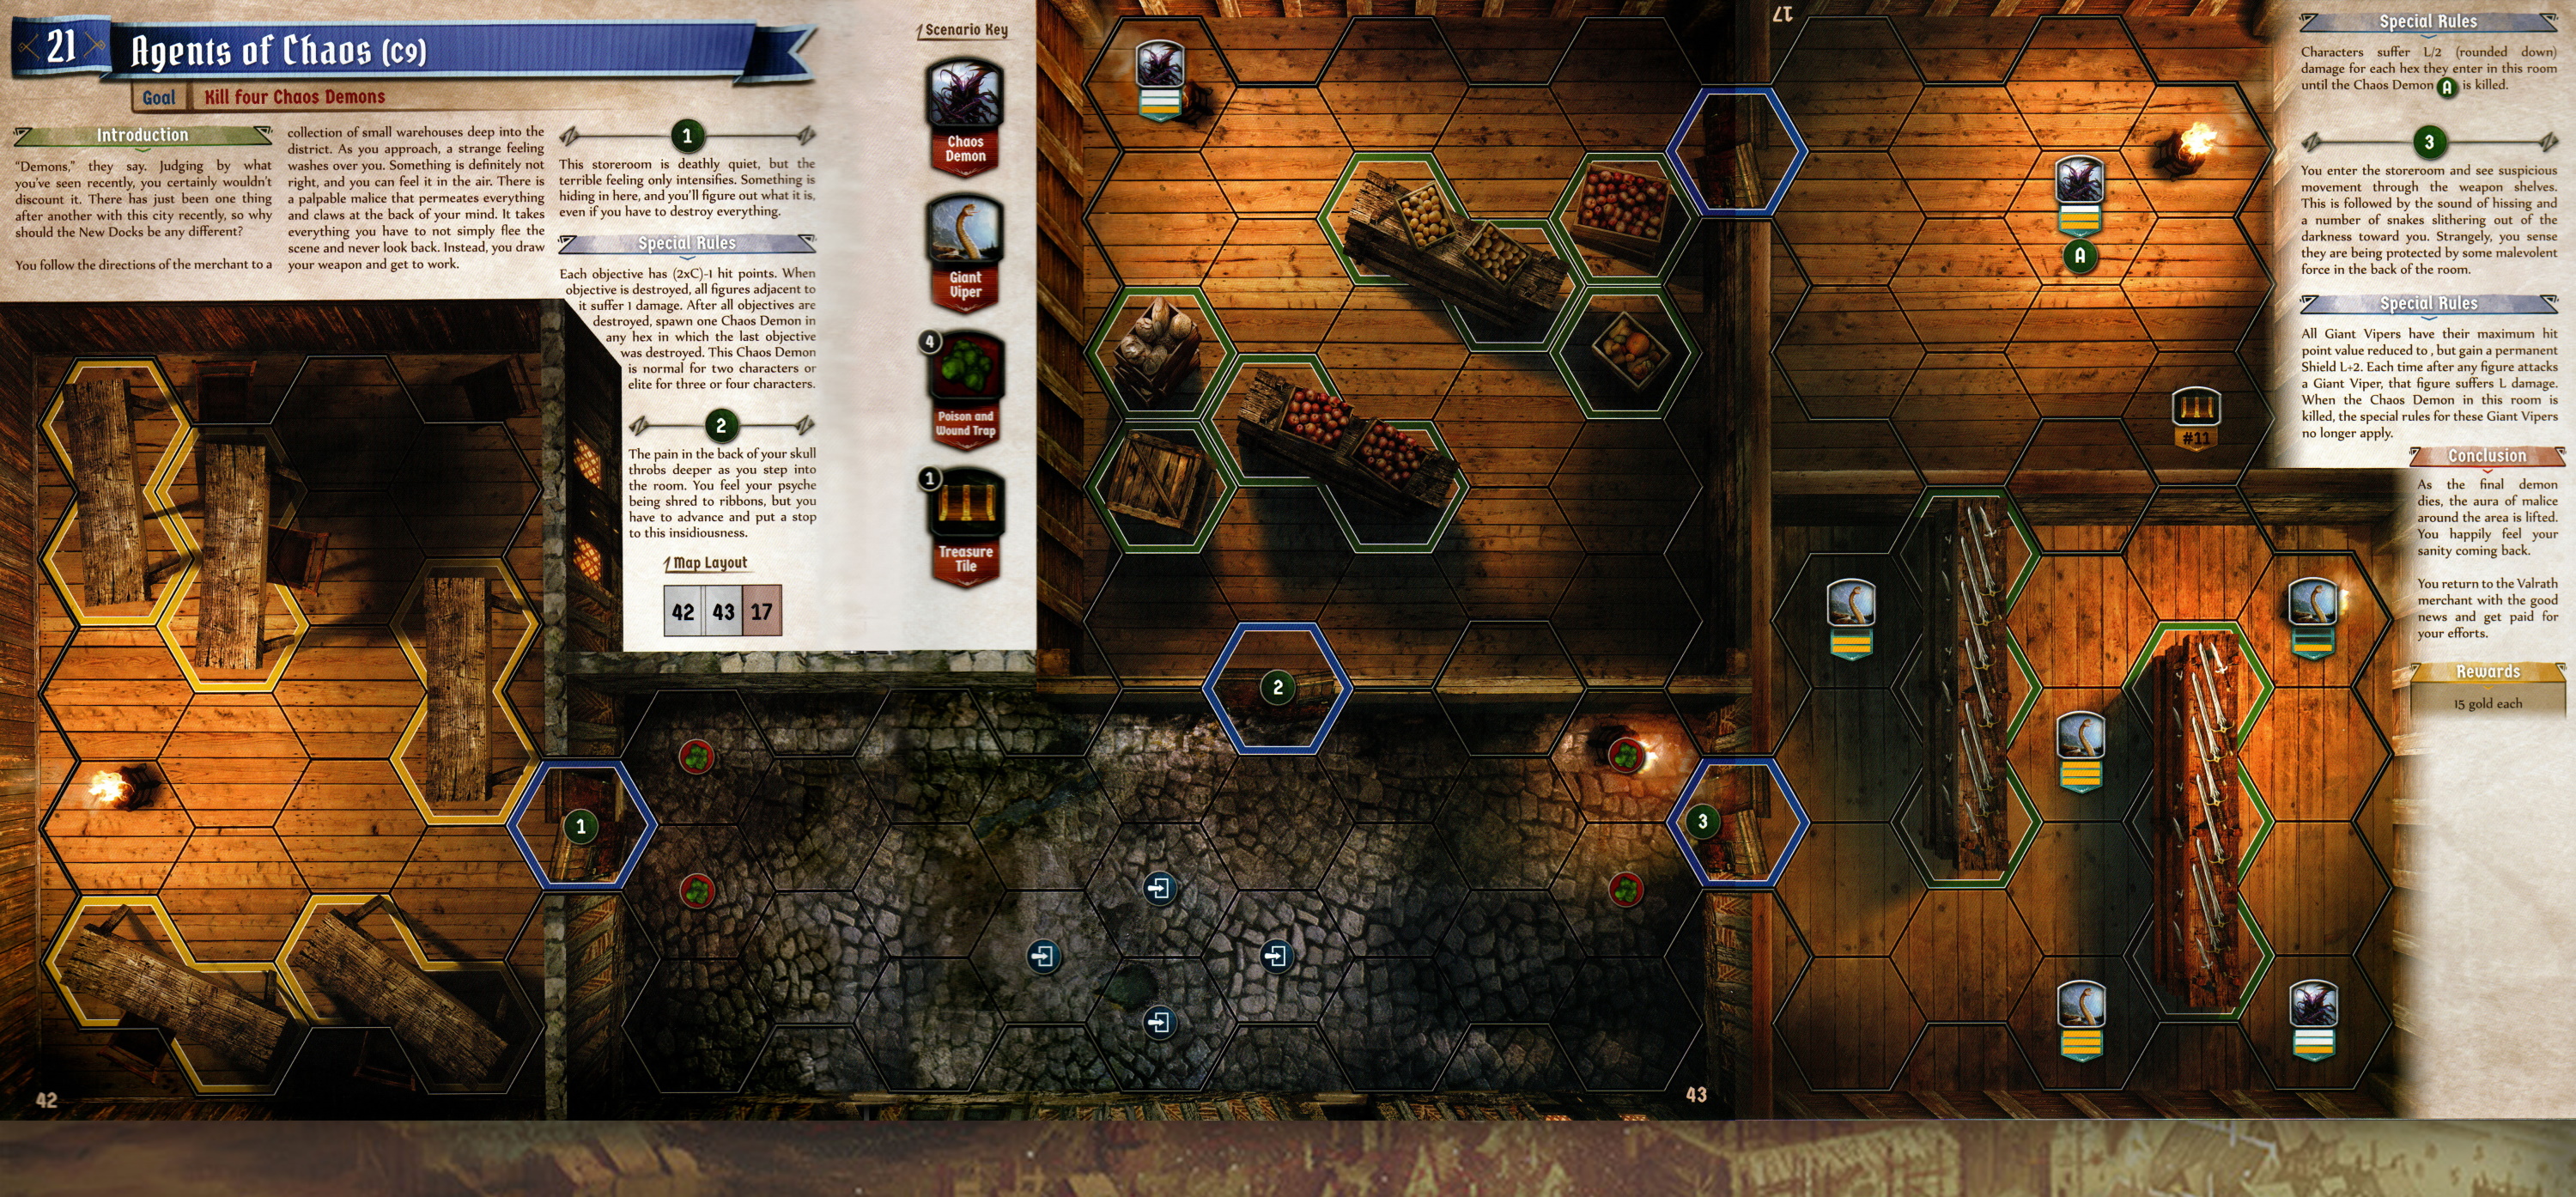 21
Agents of Chaos (C9)
Goal
Kill four Chaos Demons
Introduction
“Demons,” they say. Judging by what
you’ve seen recently, you certainly wouldn’t
discount it. There has just been one thing
after another with this city recently, so why
should the New Docks be any different?
You follow the directions of the merchant to a
collection of small warehouses deep into the
district. As you approach, a strange feeling
washes over you. Something is definitely not
right, and you can feel it in the air. There is
a palpable malice that permeates everything
and claws at the back of your mind. It takes
everything you have to not simply flee the
scene and never look back. Instead, you draw
your weapon and get to work.
1
This storeroom is deathly quiet, but the
terrible feeling only intensifies. Something is
hiding in here, and you’ll figure out what it is,
even if you have to destroy everything.
Special Rules
Each objective has (2xC)-1 hit points. When
objective is destroyed, all figures adjacent to
it suffer 1 damage. After all objectives are
destroyed, spawn one Chaos Demon in
any hex in which the last objective
was destroyed. This Chaos Demon
is normal for two characters or
elite for three or four characters.
2
The pain in the back of your skull
throbs deeper as you step into
the room. You feel your psyche
being shred to ribbons, but you
have to advance and put a stop
to this insidiousness.
Map Layout
42 43 17
Scenario Key
Chaos
Demon
Giant
Viper
4
Poison and
Wound Trap
1
Treasure
Tile
17
Special Rules
Characters suffer L/2 (rounded down)
damage for each hex they enter in this room
until the Chaos Demon A is killed.
3
You enter the storeroom and see suspicious
movement through the weapon shelves.
This is followed by the sound of hissing and
a number of snakes slithering out of the
darkness toward you. Strangely, you sense
they are being protected by some malevolent
force in the back of the room.
Special Rules
All Giant Vipers have their maximum hit
point value reduced to , but gain a permanent
Shield L+2. Each time after any figure attacks
a Giant Viper, that figure suffers L damage.
When the Chaos Demon in this room is
killed, the special rules for these Giant Vipers
no longer apply.
Conclusion
As the final demon
dies, the aura of malice
around the area is lifted.
You happily feel your
sanity coming back.
You return to the Valrath
merchant with the good
news and get paid for
your efforts.
Rewards
15 gold each
A
#11
2
1
3
42
43